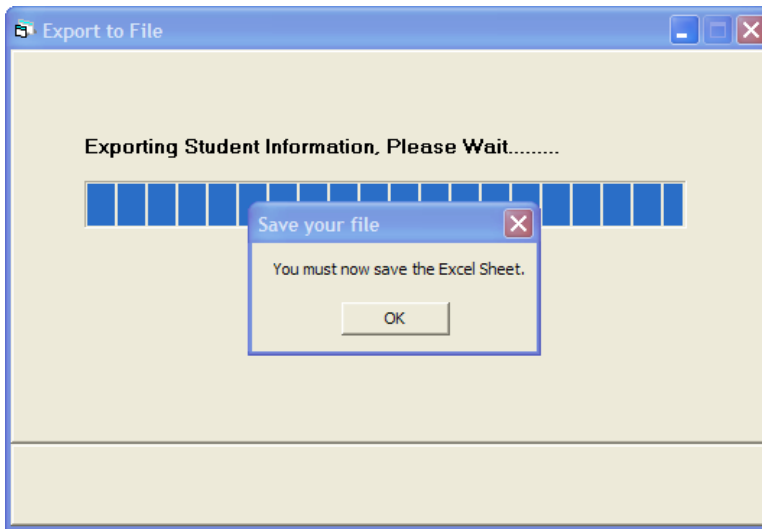 Export to File
Exporting Student Information, Please Wait.........
Save your file
You must now save the Excel Sheet.
OK